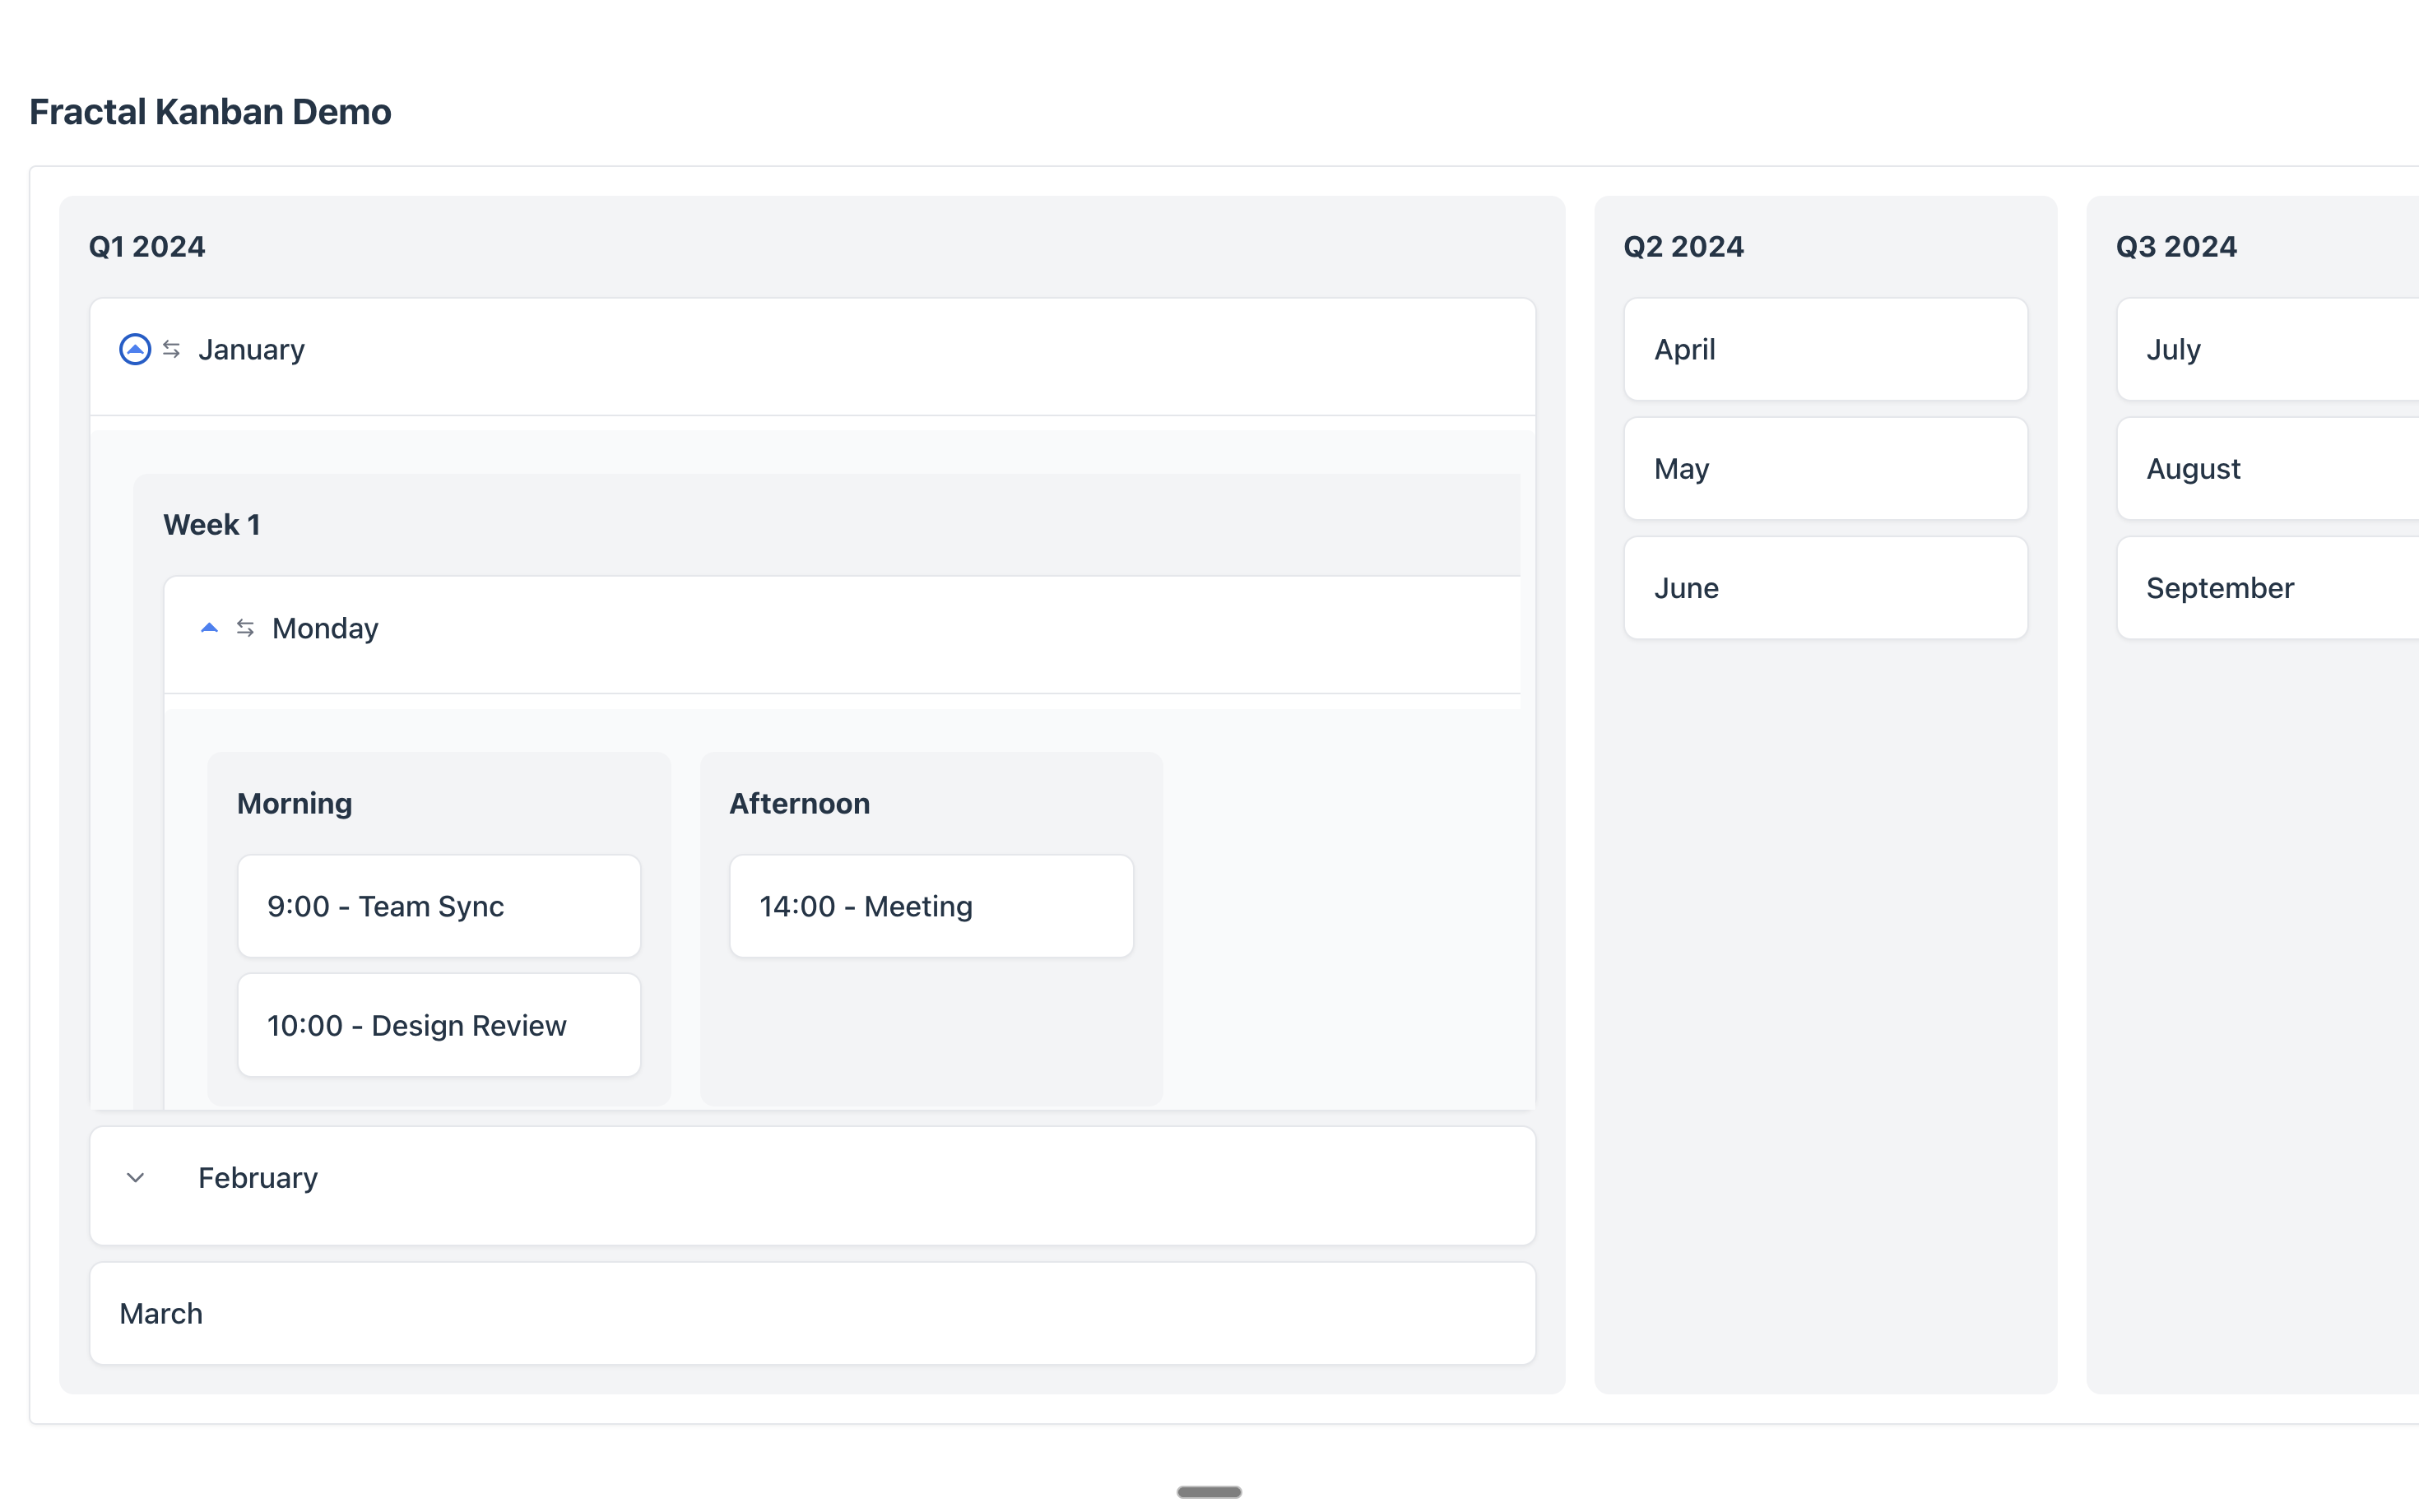 Fractal Kanban Demo
Q1 2024
January
Week 1
Monday
Morning
9:00 - Team Sync
10:00 - Design Review
Afternoon
14:00 - Meeting
February
March
Q2 2024
April
May
June
Q3 2024
July
August
September